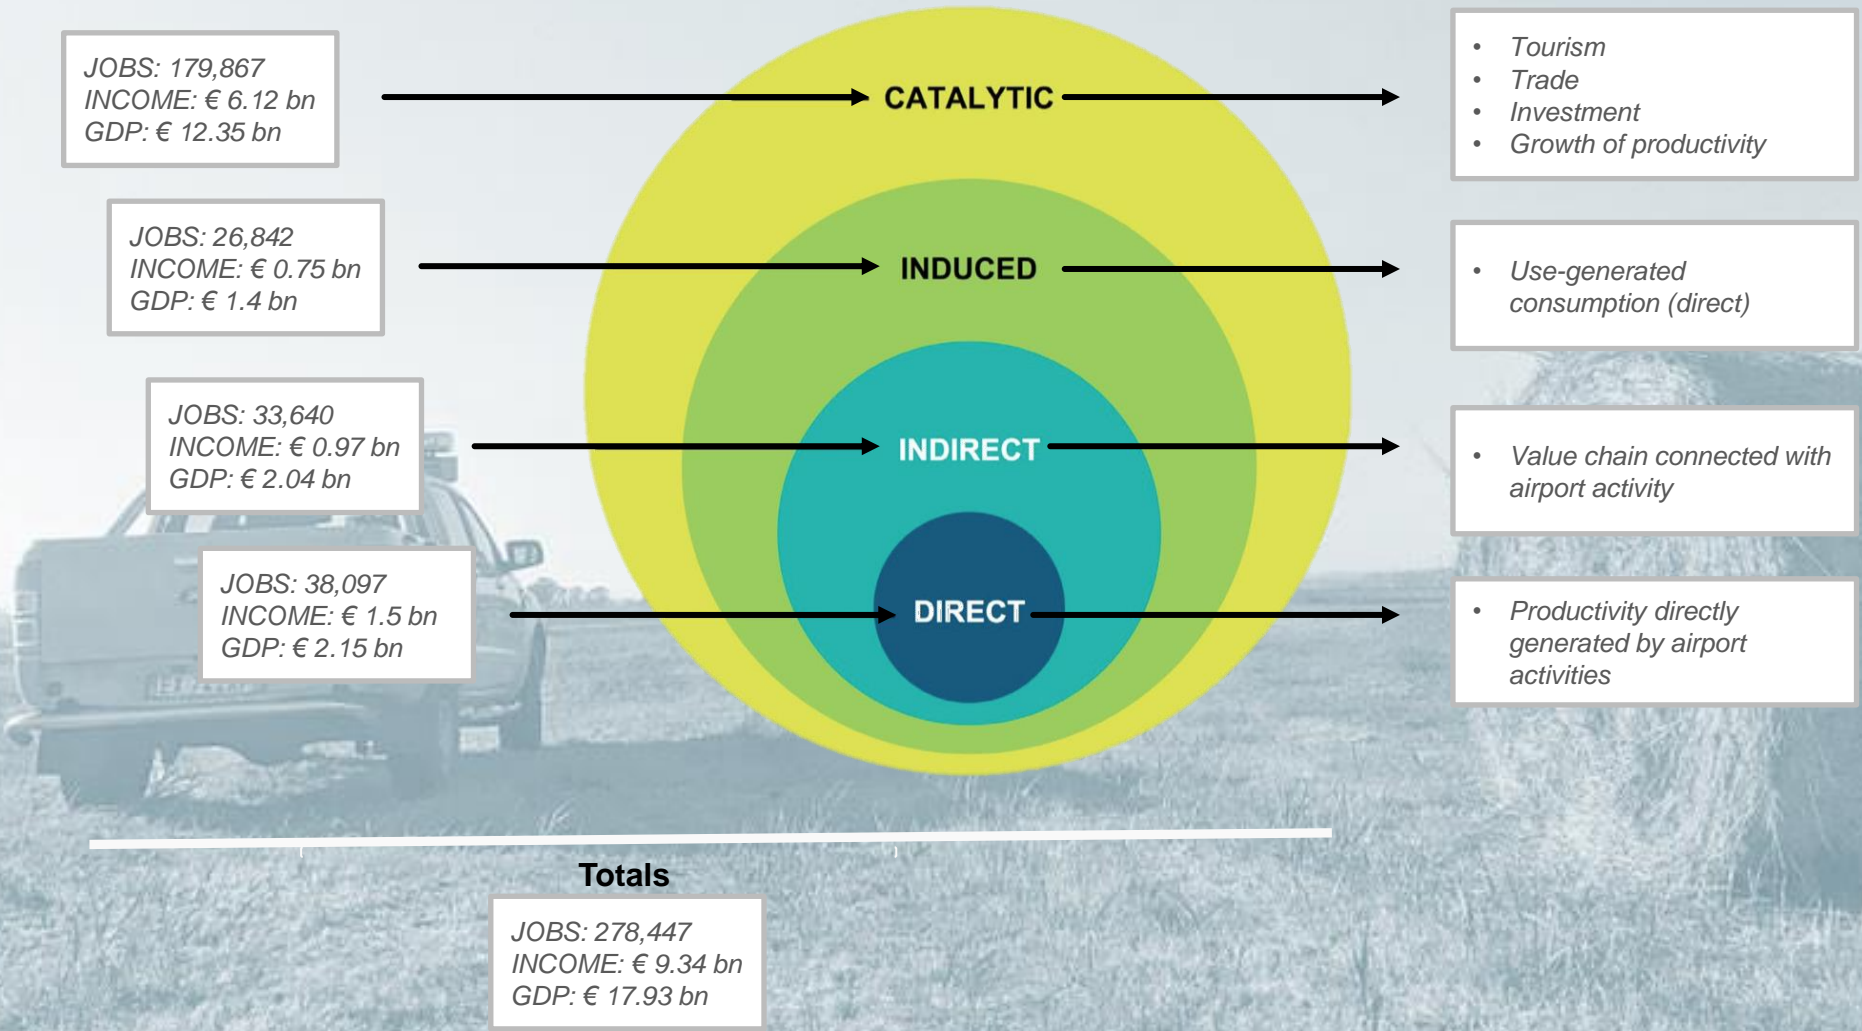 JOBS: 179,867
INCOME: € 6.12 bn
GDP: € 12.35 bn
CATALYTIC
• Tourism
• Trade
• Investment
• Growth of productivity
JOBS: 26,842
INCOME: € 0.75 bn
GDP: € 1.4 bn
INDUCED
• Use-generated
consumption (direct)
JOBS: 33,640
INCOME: € 0.97 bn
GDP: € 2.04 bn
INDIRECT
• Value chain connected with
airport activity
JOBS: 38,097
INCOME: € 1.5 bn
GDP: € 2.15 bn
DIRECT
• Productivity directly
generated by airport
activities
Totals
JOBS: 278,447
INCOME: € 9.34 bn
GDP: € 17.93 bn